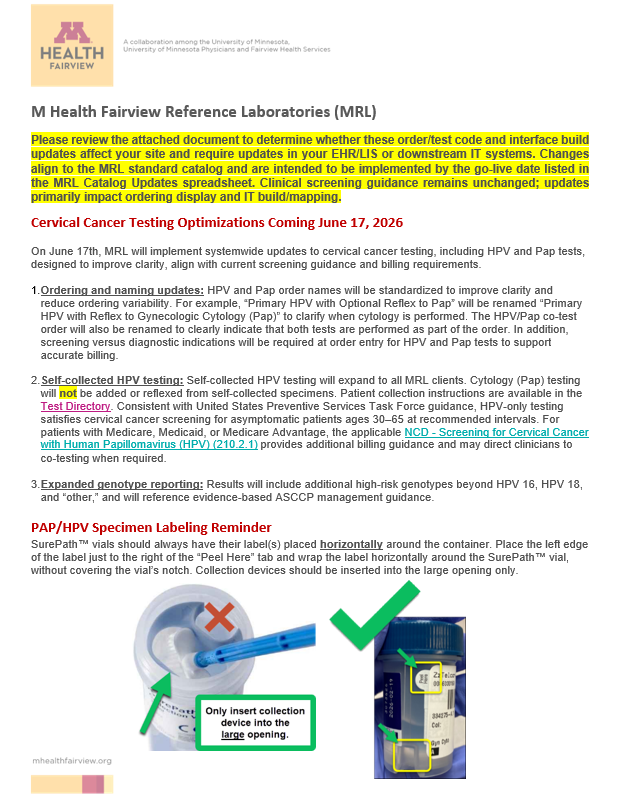 M
HEALTH
FAIRVIEW
A collaboration among the University of Minnesota,
University of Minnesota Physicians and Fairview Health Services
M Health Fairview Reference Laboratories (MRL)
Please review the attached document to determine whether these order/test code and interface build
updates affect your site and require updates in your EHR/LIS or downstream IT systems. Changes
align to the MRL standard catalog and are intended to be implemented by the go-live date listed in
the MRL Catalog Updates spreadsheet. Clinical screening guidance remains unchanged; updates
primarily impact ordering display and IT build/mapping.
Cervical Cancer Testing Optimizations Coming June 17, 2026
On June 17th, MRL will implement systemwide updates to cervical cancer testing, including HPV and Pap tests,
designed to improve clarity, align with current screening guidance and billing requirements.
1. Ordering and naming updates: HPV and Pap order names will be standardized to improve clarity and
reduce ordering variability. For example, “Primary HPV with Optional Reflex to Pap” will be renamed “Primary
HPV with Reflex to Gynecologic Cytology (Pap)” to clarify when cytology is performed. The HPV/Pap co-test
order will also be renamed to clearly indicate that both tests are performed as part of the order. In addition,
screening versus diagnostic indications will be required at order entry for HPV and Pap tests to support
accurate billing.
2. Self-collected HPV testing: Self-collected HPV testing will expand to all MRL clients. Cytology (Pap) testing
will not be added or reflexed from self-collected specimens. Patient collection instructions are available in the
Test Directory. Consistent with United States Preventive Services Task Force guidance, HPV-only testing
satisfies cervical cancer screening for asymptomatic patients ages 30–65 at recommended intervals. For
patients with Medicare, Medicaid, or Medicare Advantage, the applicable NCD - Screening for Cervical Cancer
with Human Papillomavirus (HPV) (210.2.1) provides additional billing guidance and may direct clinicians to
co-testing when required.
3. Expanded genotype reporting: Results will include additional high-risk genotypes beyond HPV 16, HPV 18,
and “other,” and will reference evidence-based ASCCP management guidance.
PAP/HPV Specimen Labeling Reminder
SurePath™ vials should always have their label(s) placed horizontally around the container. Place the left edge
of the label just to the right of the “Peel Here” tab and wrap the label horizontally around the SurePath™ vial,
without covering the vial’s notch. Collection devices should be inserted into the large opening only.
Only insert collection
device into the
large opening.
mhealthfairview.org